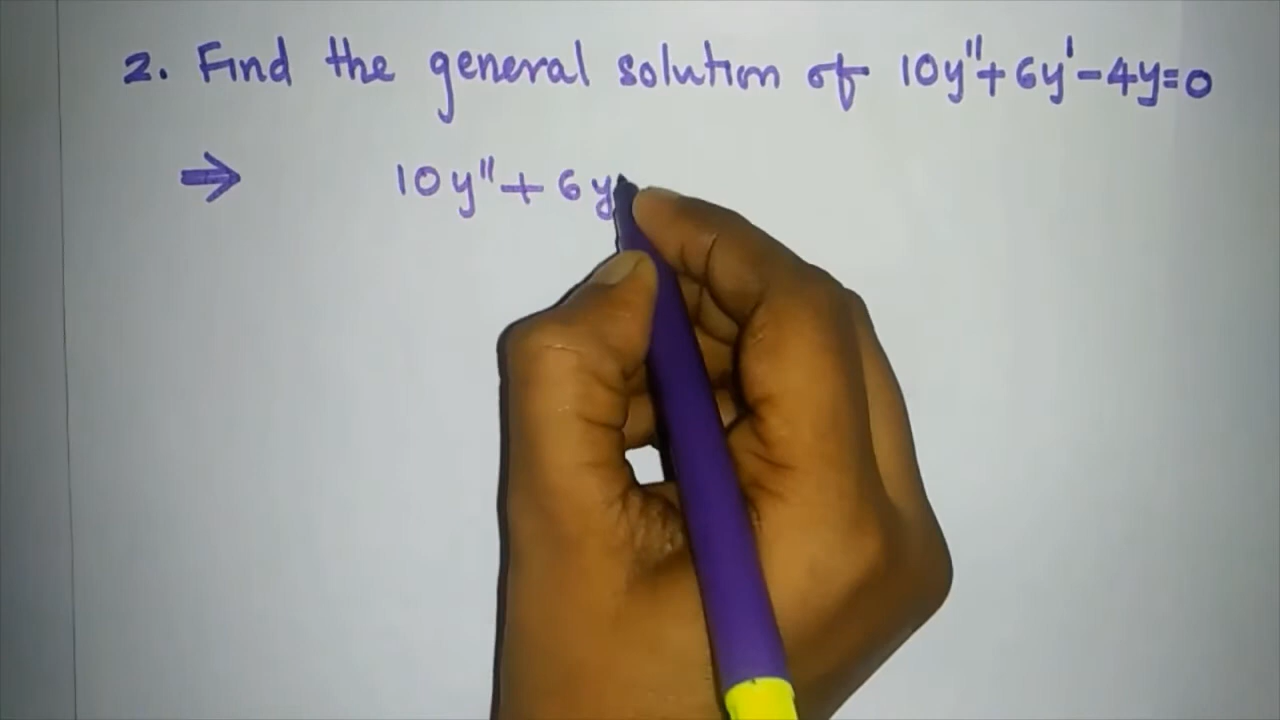 2. Find the general solution of 10y"+6y'-4y=0
⇒ 10y"+6y